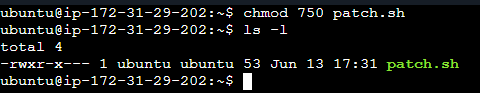 ubuntu@ip-172-31-29-202:~$ chmod 750 patch.sh
ubuntu@ip-172-31-29-202:~$ ls -l
total 4
-rwxr-x--- 1 ubuntu ubuntu 53 Jun 13 17:31 patch.sh
ubuntu@ip-172-31-29-202:~$